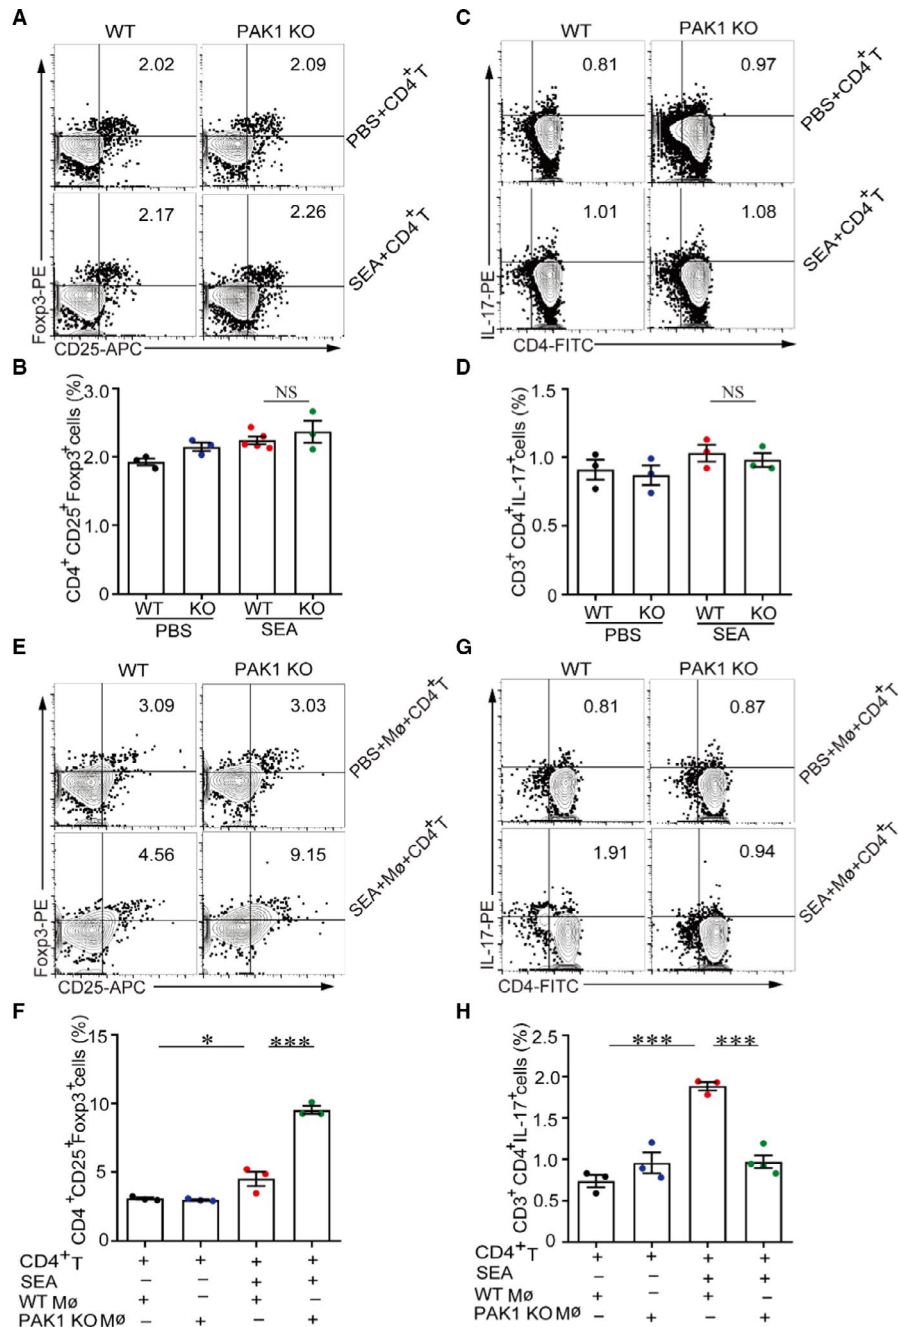 A
WT
PAK1 KO
2.02
2.09
PBS+CD4+T
2.17
2.26
SEA+CD4+T
Foxp3-PE
CD25-APC
B
CD4+ CD25+Foxp3+cells (%)
3.0
2.0
1.0
0
NS
WT KO WT KO
PBS SEA
C
WT
PAK1 KO
0.81
0.97
PBS+CD4+T
1.01
1.08
SEA+CD4+T
IL-17-PE
CD4-FITC
D
CD3+ CD4+IL-17+cells (%)
1.5
1.0
0.5
0
NS
WT KO WT KO
PBS SEA
E
WT
PAK1 KO
3.09
3.03
PBS+Mø+CD4+T
4.56
9.15
SEA+Mø+CD4+T
Foxp3-PE
CD25-APC
F
CD4+CD25+Foxp3+cells (%)
15
10
5
0
* ***
CD4+T + + + +
SEA − − + +
WT Mø + − + −
PAK1 KO Mø − + − +
G
WT
PAK1 KO
0.81
0.87
PBS+Mø+CD4+T
1.91
0.94
SEA+Mø+CD4+T
IL-17-PE
CD4-FITC
H
CD3+ CD4+IL-17+cells (%)
2.5
2.0
1.5
1.0
0.5
0
*** ***
CD4+T + + + +
SEA − − + +
WT Mø + − + −
PAK1 KO Mø − + − +